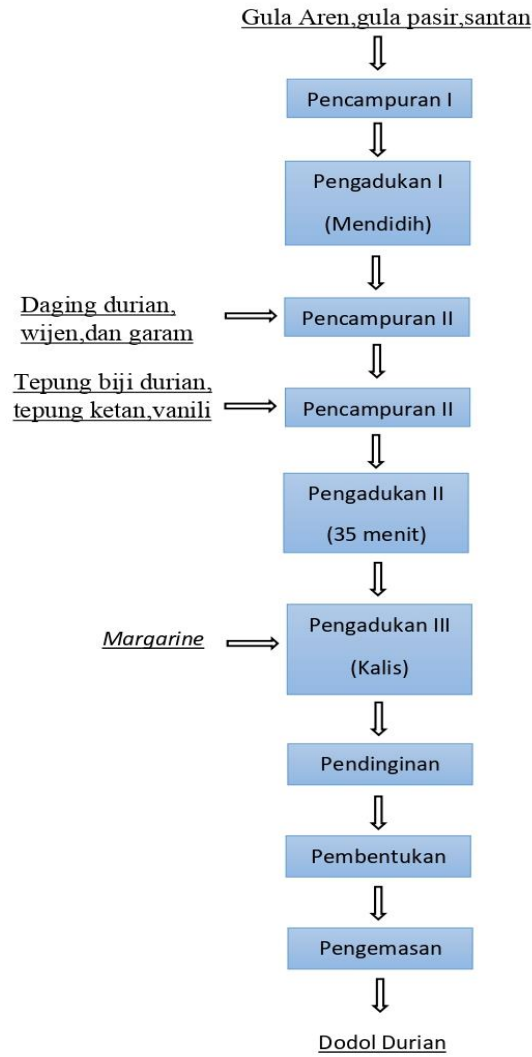 Gula Aren,gula pasir,santan
Pencampuran I
Pengadukan I
(Mendidih)
Daging durian,
wijen,dan garam
Pencampuran II
Tepung biji durian,
tepung ketan,vanili
Pencampuran II
Pengadukan II
(35 menit)
Margarine
Pengadukan III
(Kalis)
Pendinginan
Pembentukan
Pengemasan
Dodol Durian